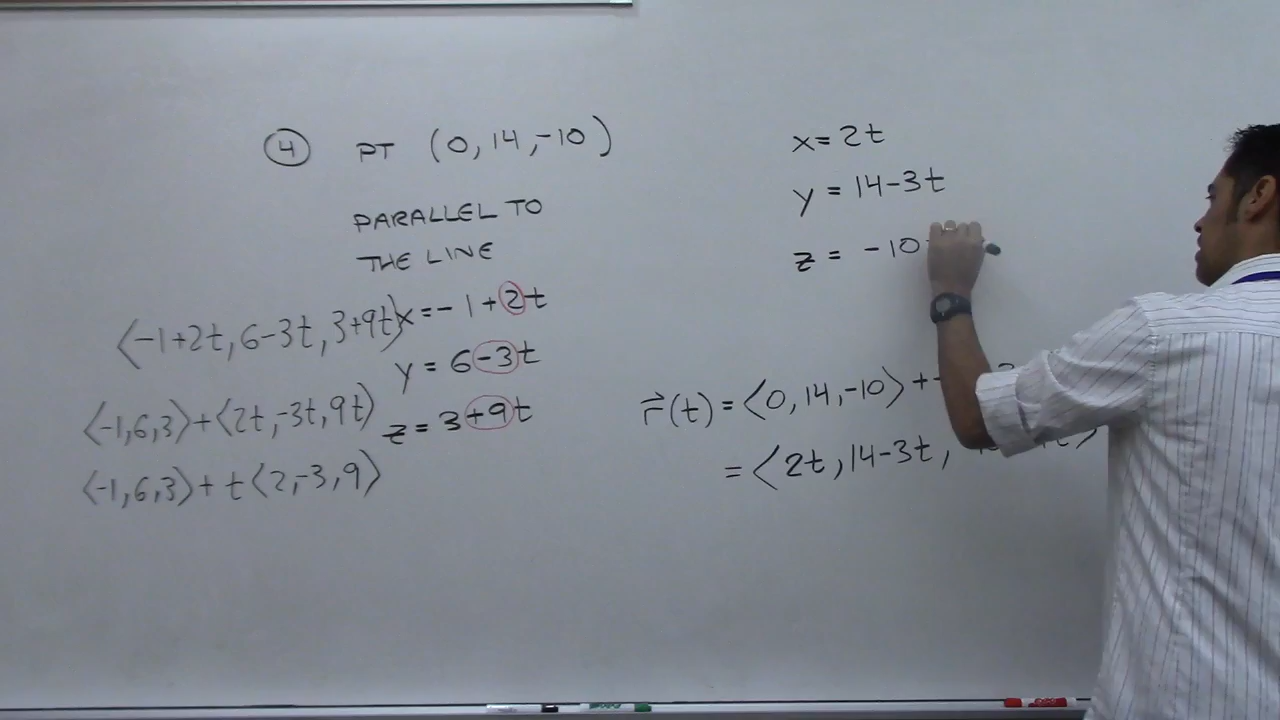 ④ PT (0, 14, -10)
PARALLEL TO
THE LINE
x = -1 + 2t
y = 6 - 3t
z = 3 + 9t
⟨-1+2t, 6-3t, 3+9t⟩
⟨-1,6,3⟩ + ⟨2t, -3t, 9t⟩
⟨-1,6,3⟩ + t⟨2,-3,9⟩
x = 2t
y = 14 - 3t
z = -10
r⃗(t) = ⟨0, 14, -10⟩ +
= ⟨2t, 14-3t,